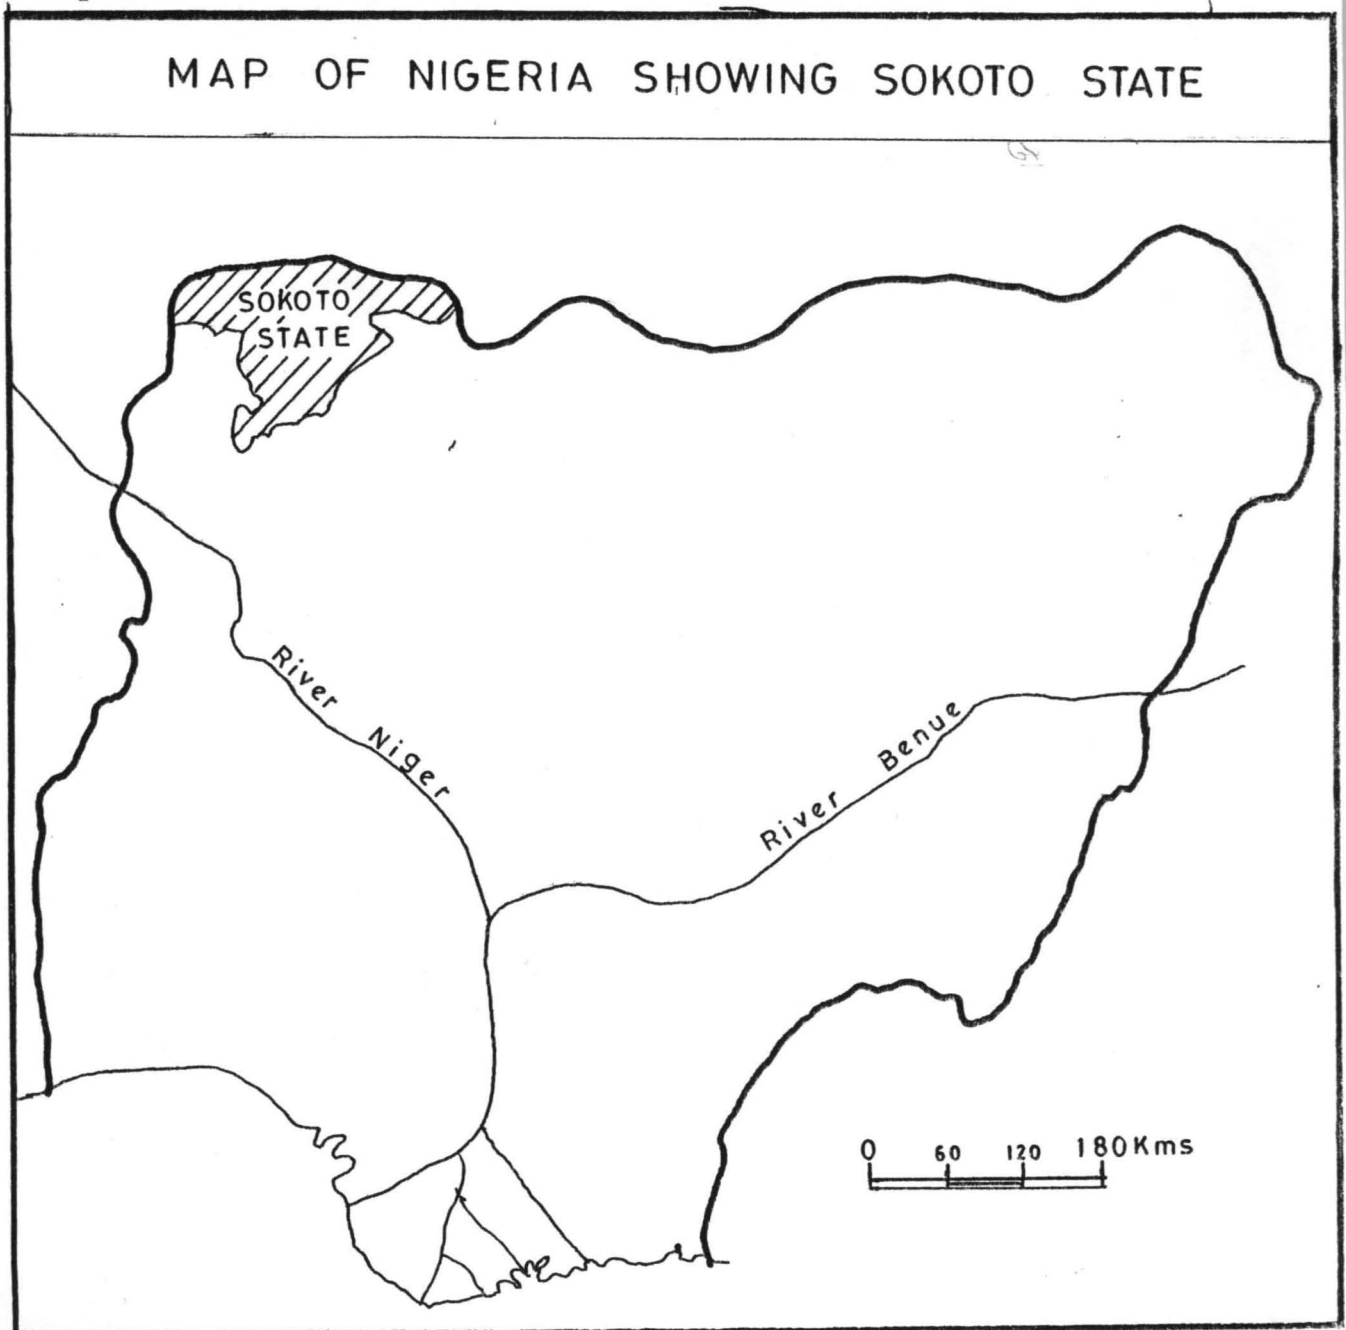 MAP OF NIGERIA SHOWING SOKOTO STATE
SOKOTO
STATE
River Niger
River Benue
0 60 120 180Kms